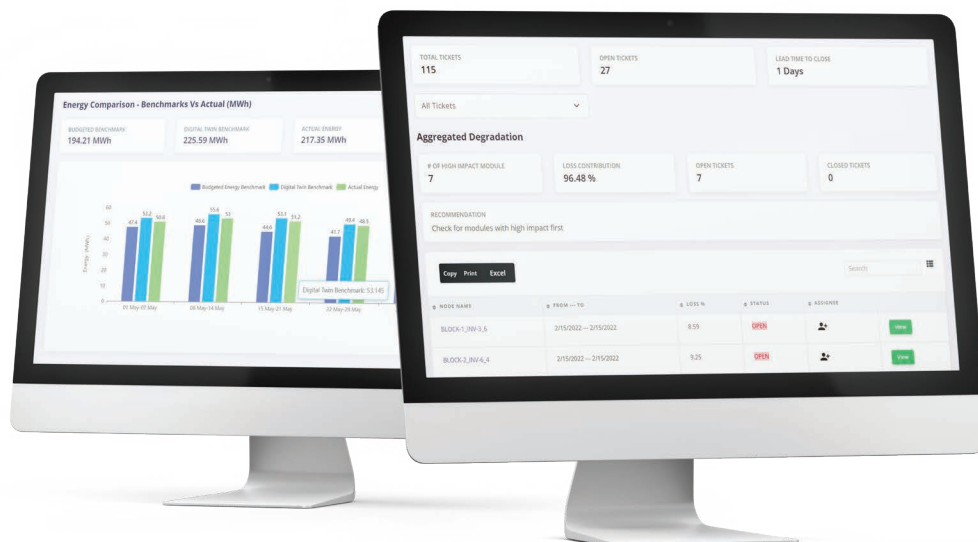 Energy Comparison - Benchmarks Vs Actual (MWh)
BUDGETED BENCHMARK
194.21 MWh
DIGITAL TWIN BENCHMARK
225.59 MWh
ACTUAL ENERGY
217.35 MWh
Budgeted Energy Benchmark Digital Twin Benchmark Actual Energy
Energy (MWh)
60
50
40
30
20
10
0
47.4 53.2 50.8
48.6 55.6 53
44.6 53.1 51.2
41.7 49.4 48.3
Digital Twin Benchmark: 53.145
01 May-07 May 08 May-14 May 15 May-21 May 22 May-28 May
TOTAL TICKETS
115
OPEN TICKETS
27
LEAD TIME TO CLOSE
1 Days
All Tickets
Aggregated Degradation
# OF HIGH IMPACT MODULE
7
LOSS CONTRIBUTION
96.48 %
OPEN TICKETS
7
CLOSED TICKETS
0
RECOMMENDATION
Check for modules with high impact first
Copy Print Excel
Search
NODE NAME FROM — TO LOSS % STATUS ASSIGNEE
BLOCK-1_INV-3_6 2/15/2022 — 2/15/2022 8.59 OPEN View
BLOCK-2_INV-6_4 2/15/2022 — 2/15/2022 9.25 OPEN View